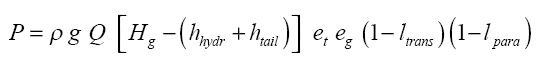 P = ρ g Q [H_g − (h_hydr + h_tail)] e_t e_g (1 − l_trans)(1 − l_para)